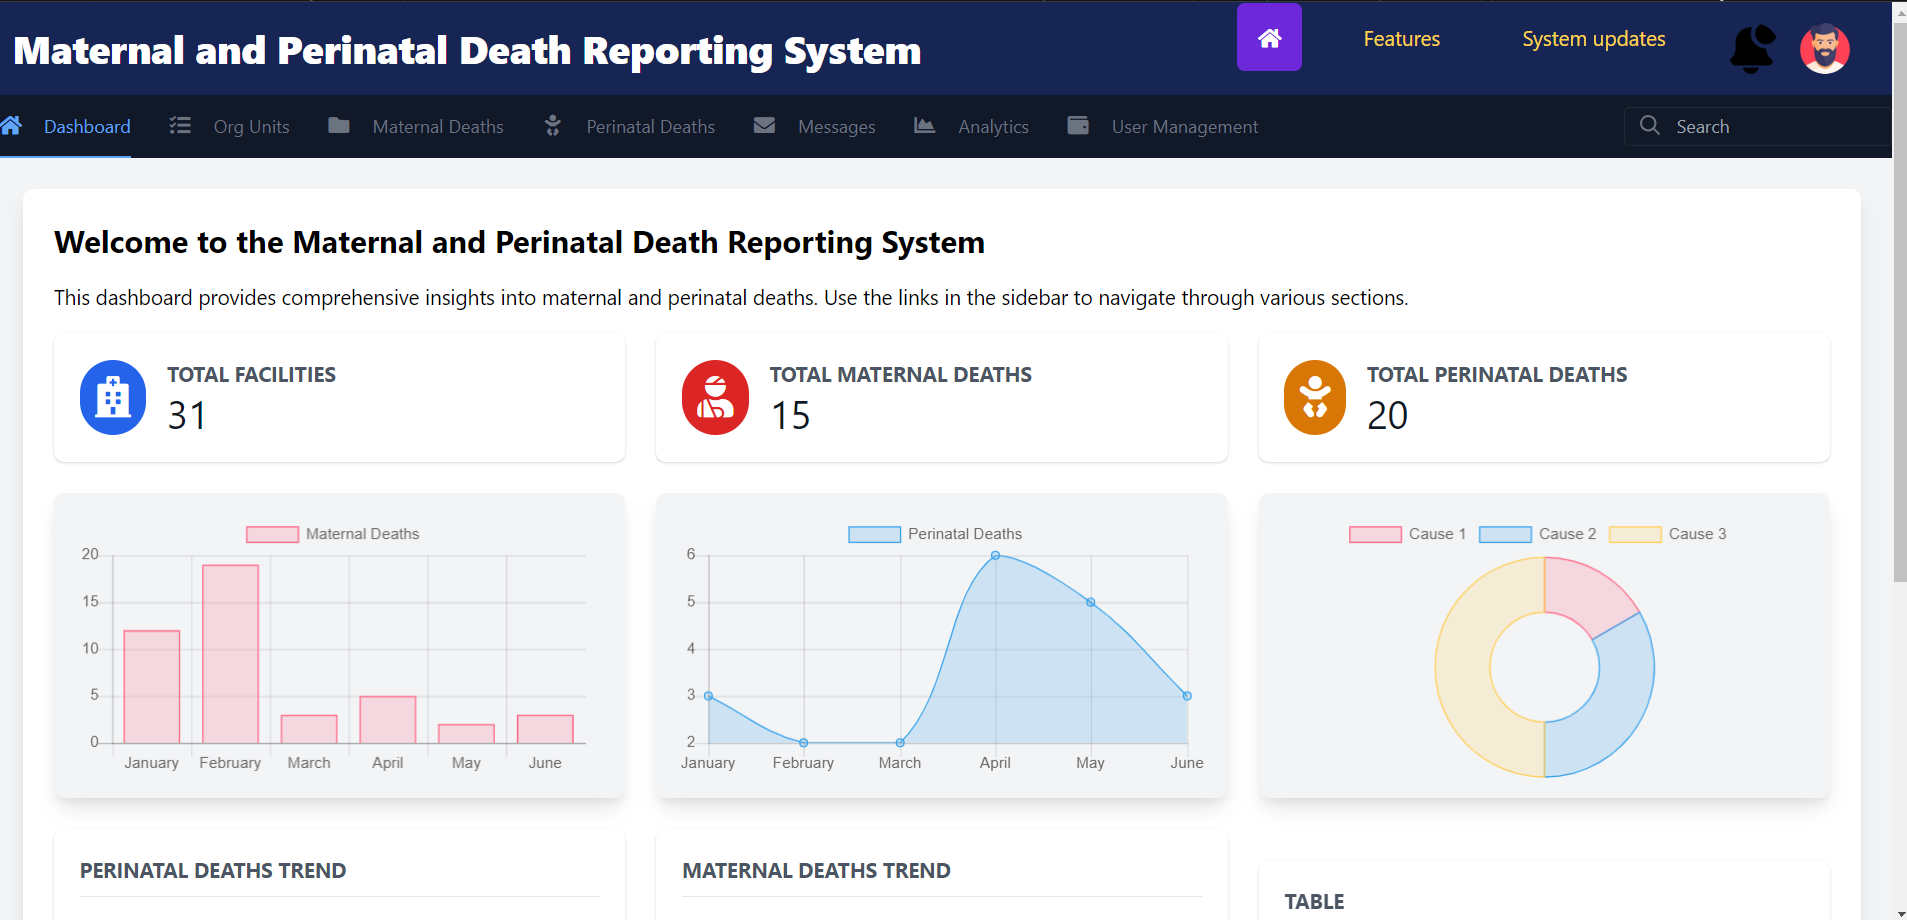 Maternal and Perinatal Death Reporting System
Features
System updates
Dashboard
Org Units
Maternal Deaths
Perinatal Deaths
Messages
Analytics
User Management
Search
Welcome to the Maternal and Perinatal Death Reporting System
This dashboard provides comprehensive insights into maternal and perinatal deaths. Use the links in the sidebar to navigate through various sections.
TOTAL FACILITIES
31
TOTAL MATERNAL DEATHS
15
TOTAL PERINATAL DEATHS
20
Maternal Deaths
20
15
10
5
0
January February March April May June
Perinatal Deaths
6
5
4
3
2
January February March April May June
Cause 1 Cause 2 Cause 3
PERINATAL DEATHS TREND
MATERNAL DEATHS TREND
TABLE